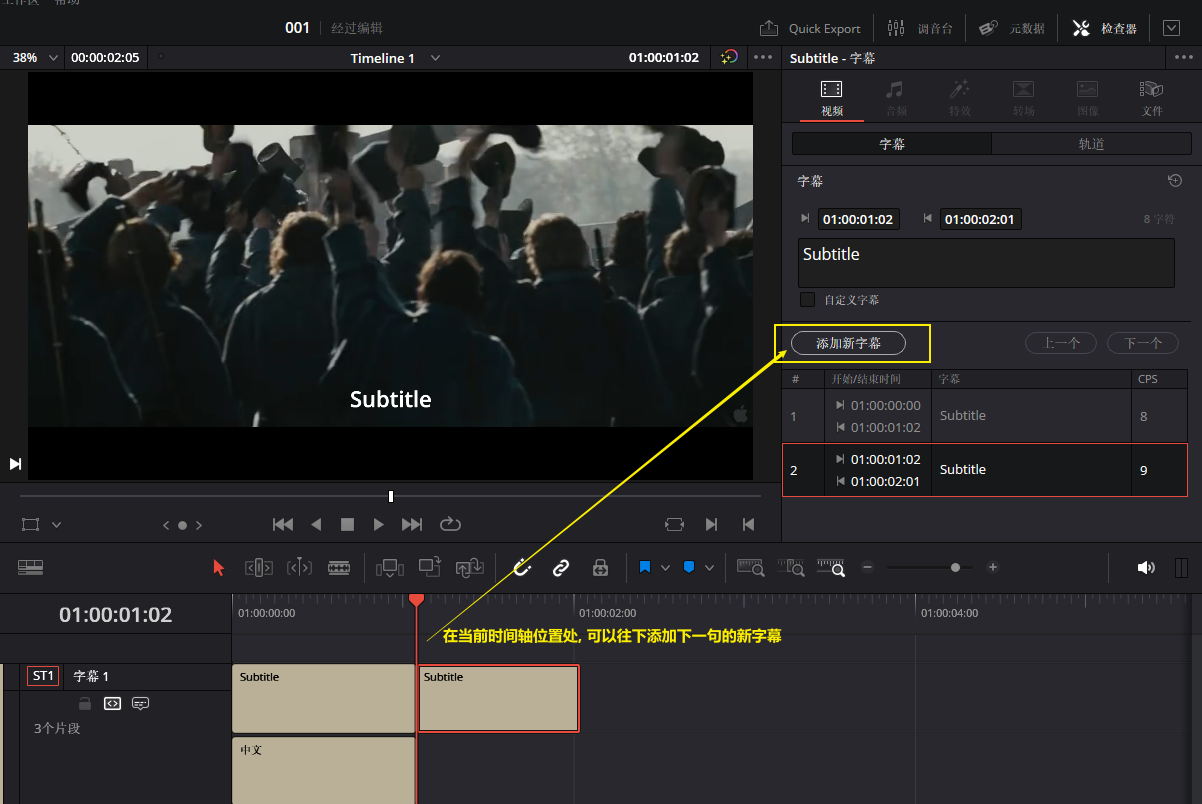 工作区 帮助
001 经过编辑
Quick Export 调音台 元数据 检查器
38% 00:00:02:05 Timeline 1 01:00:01:02
Subtitle - 字幕
视频 音频 特效 转场 图像 文件
字幕 轨道
字幕
01:00:01:02 01:00:02:01 8 字符
Subtitle
自定义字幕
添加新字幕 上一个 下一个
# 开始/结束时间 字幕 CPS
1 01:00:00:00 Subtitle 8
01:00:01:02
2 01:00:01:02 Subtitle 9
01:00:02:01
Subtitle
01:00:01:02
01:00:00:00 01:00:02:00 01:00:04:00
在当前时间轴位置处, 可以往下添加下一句的新字幕
ST1 字幕 1
3个片段
Subtitle Subtitle
中文